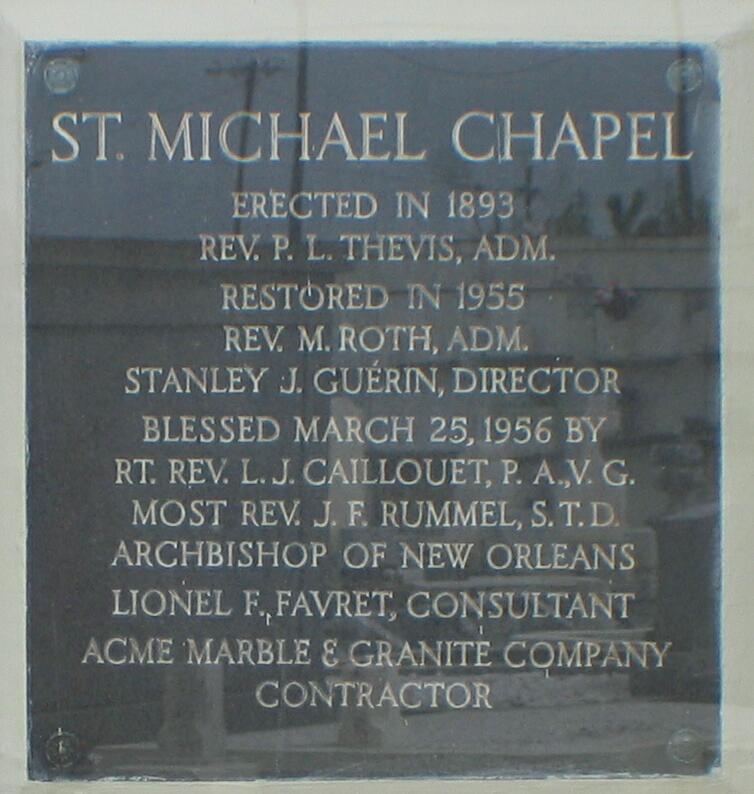 ST. MICHAEL CHAPEL
ERECTED IN 1893
REV. P. L. THEVIS, ADM.
RESTORED IN 1955
REV. M. ROTH, ADM.
STANLEY J. GUÉRIN, DIRECTOR
BLESSED MARCH 25, 1956 BY
RT. REV. L. J. CAILLOUET, P. A., V. G.
MOST REV. J. F. RUMMEL, S. T. D.
ARCHBISHOP OF NEW ORLEANS
LIONEL F. FAVRET, CONSULTANT
ACME MARBLE & GRANITE COMPANY
CONTRACTOR